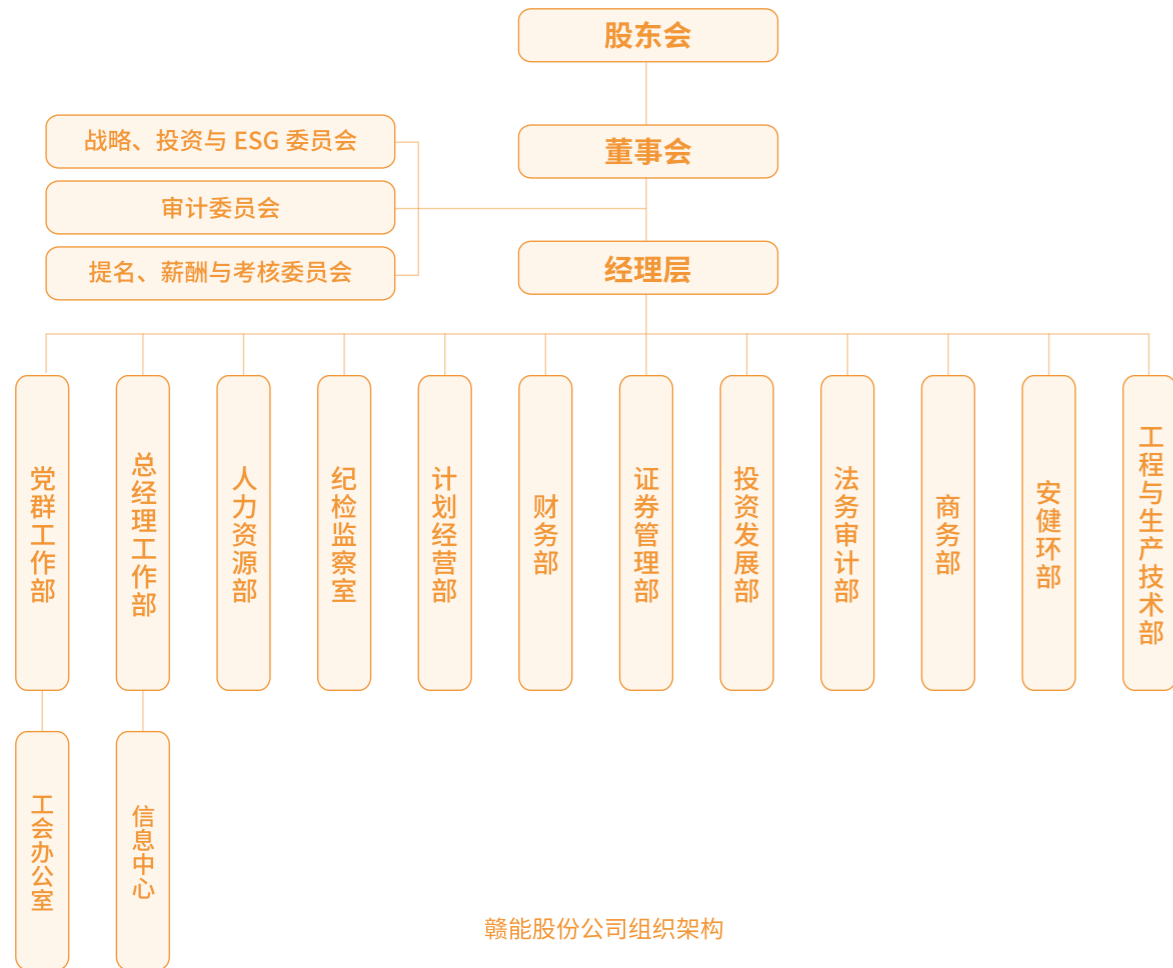 股东会
董事会
战略、投资与 ESG 委员会
审计委员会
提名、薪酬与考核委员会
经理层
党群工作部
总经理工作部
人力资源部
纪检监察室
计划经营部
财务部
证券管理部
投资发展部
法务审计部
商务部
安健环部
工程与生产技术部
工会办公室
信息中心
赣能股份公司组织架构